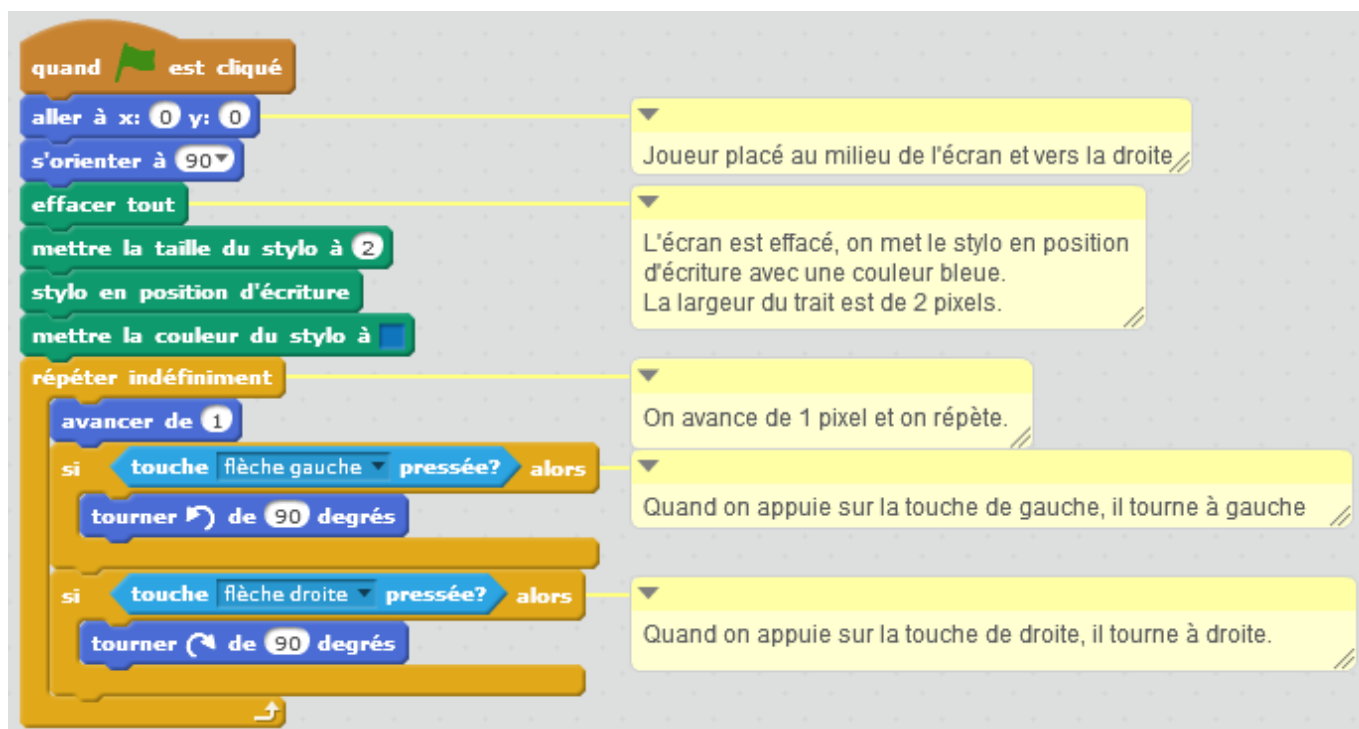 quand est cliqué
aller à x: 0 y: 0
Joueur placé au milieu de l'écran et vers la droite
s'orienter à 90
effacer tout
mettre la taille du stylo à 2
stylo en position d'écriture
mettre la couleur du stylo à
L'écran est effacé, on met le stylo en position
d'écriture avec une couleur bleue.
La largeur du trait est de 2 pixels.
répéter indéfiniment
avancer de 1
On avance de 1 pixel et on répète.
si touche flèche gauche pressée? alors
tourner de 90 degrés
Quand on appuie sur la touche de gauche, il tourne à gauche
si touche flèche droite pressée? alors
tourner de 90 degrés
Quand on appuie sur la touche de droite, il tourne à droite.